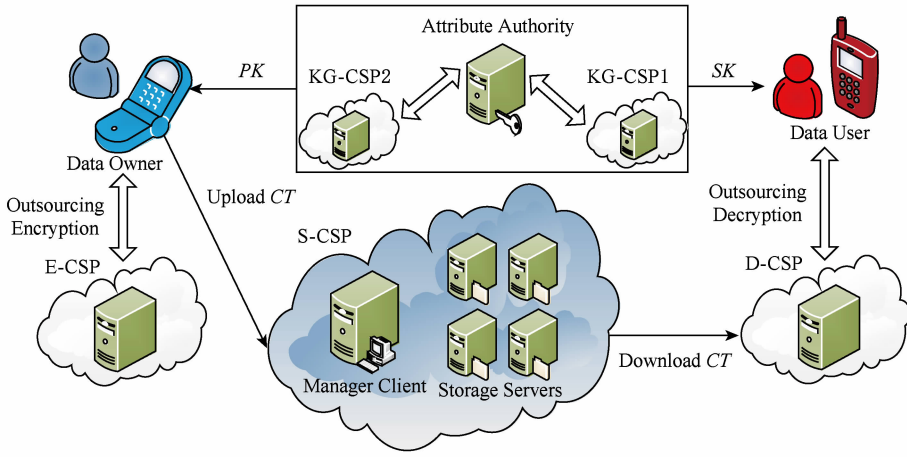 Attribute Authority
PK
KG-CSP2
KG-CSP1
SK
Data Owner
Data User
Outsourcing
Encryption
Upload CT
Outsourcing
Decryption
S-CSP
E-CSP
D-CSP
Manager Client
Storage Servers
Download CT